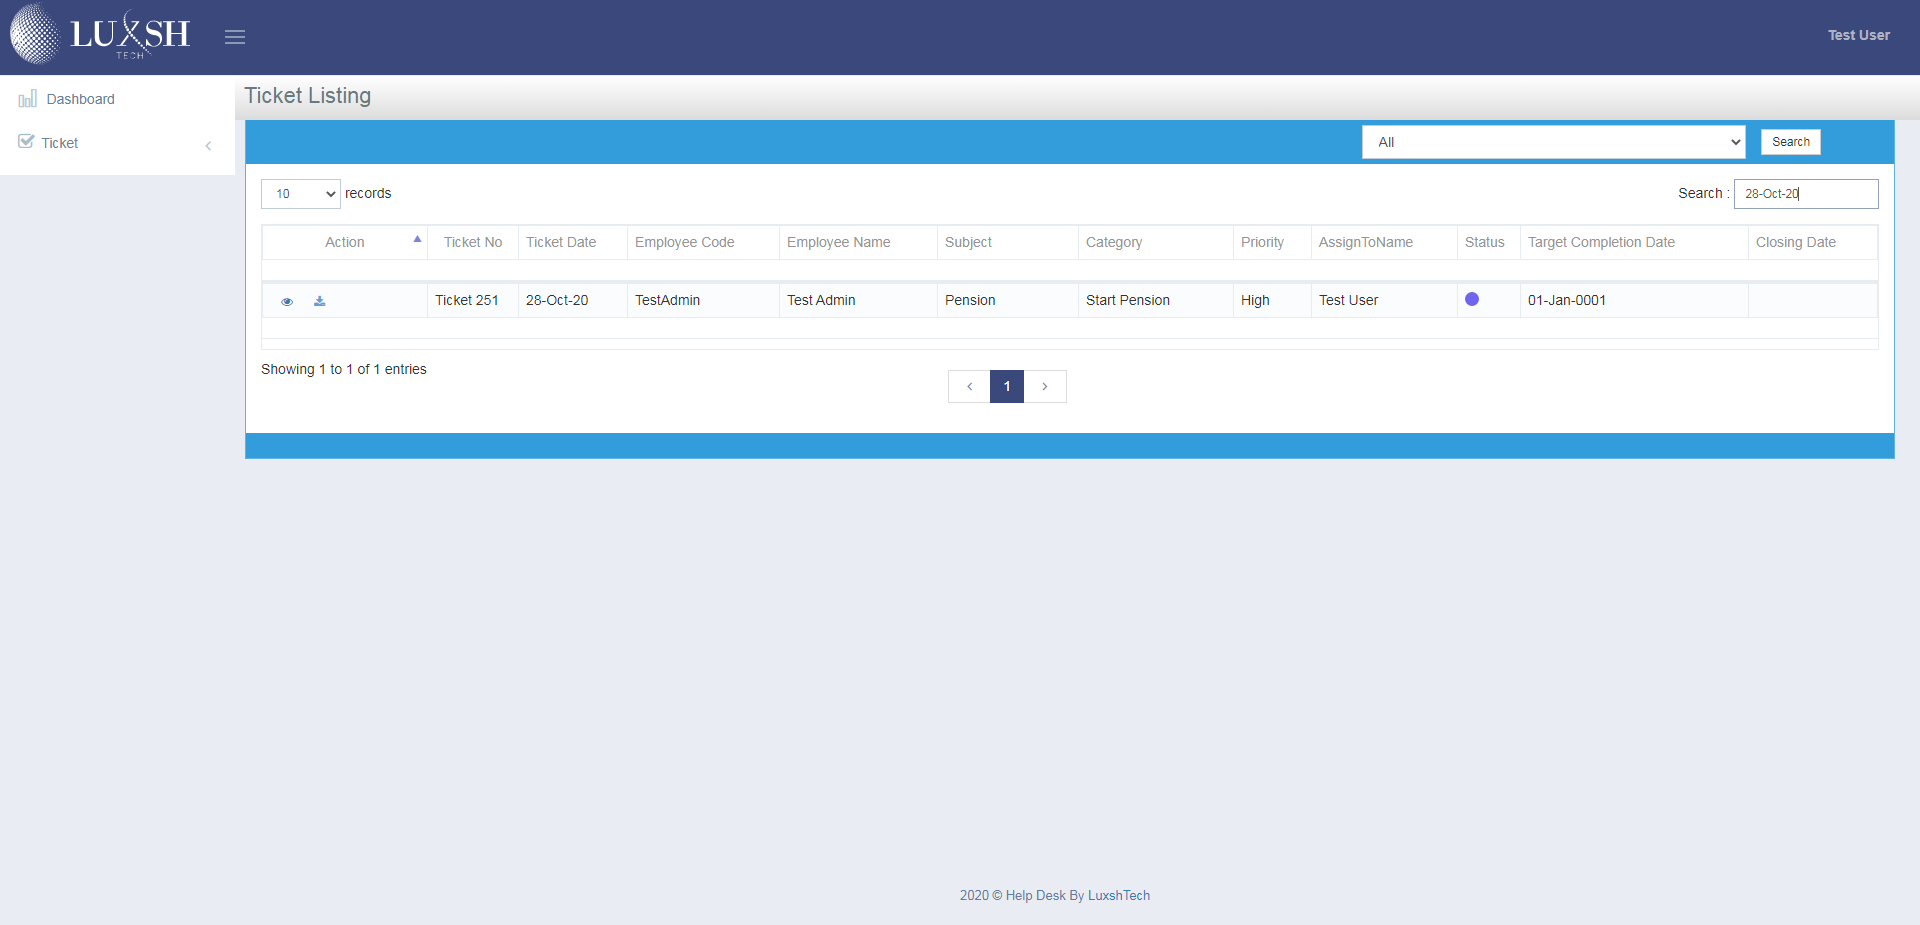 LUXSH
TECH
Test User
Dashboard
Ticket
Ticket Listing
All
Search
10 records
Search : 28-Oct-20
Action Ticket No Ticket Date Employee Code Employee Name Subject Category Priority AssignToName Status Target Completion Date Closing Date
Ticket 251 28-Oct-20 TestAdmin Test Admin Pension Start Pension High Test User 01-Jan-0001
Showing 1 to 1 of 1 entries
1
2020 © Help Desk By LuxshTech